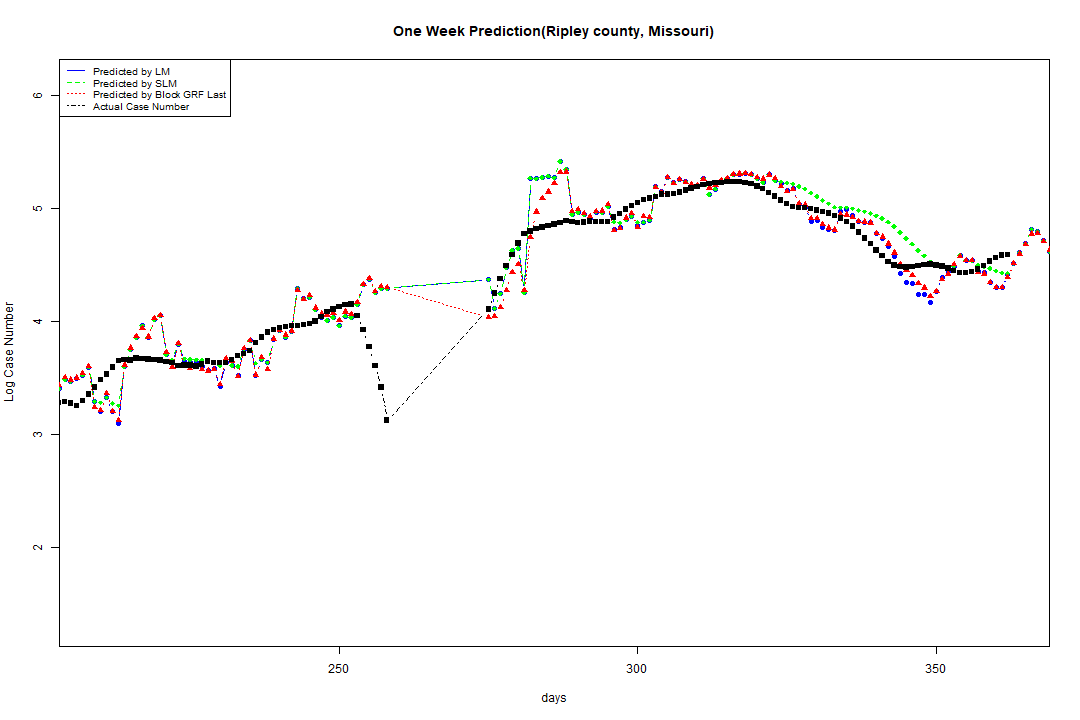 One Week Prediction(Ripley county, Missouri)
Predicted by LM
Predicted by SLM
Predicted by Block GRF Last
Actual Case Number
6
5
4
3
2
Log Case Number
250
300
350
days